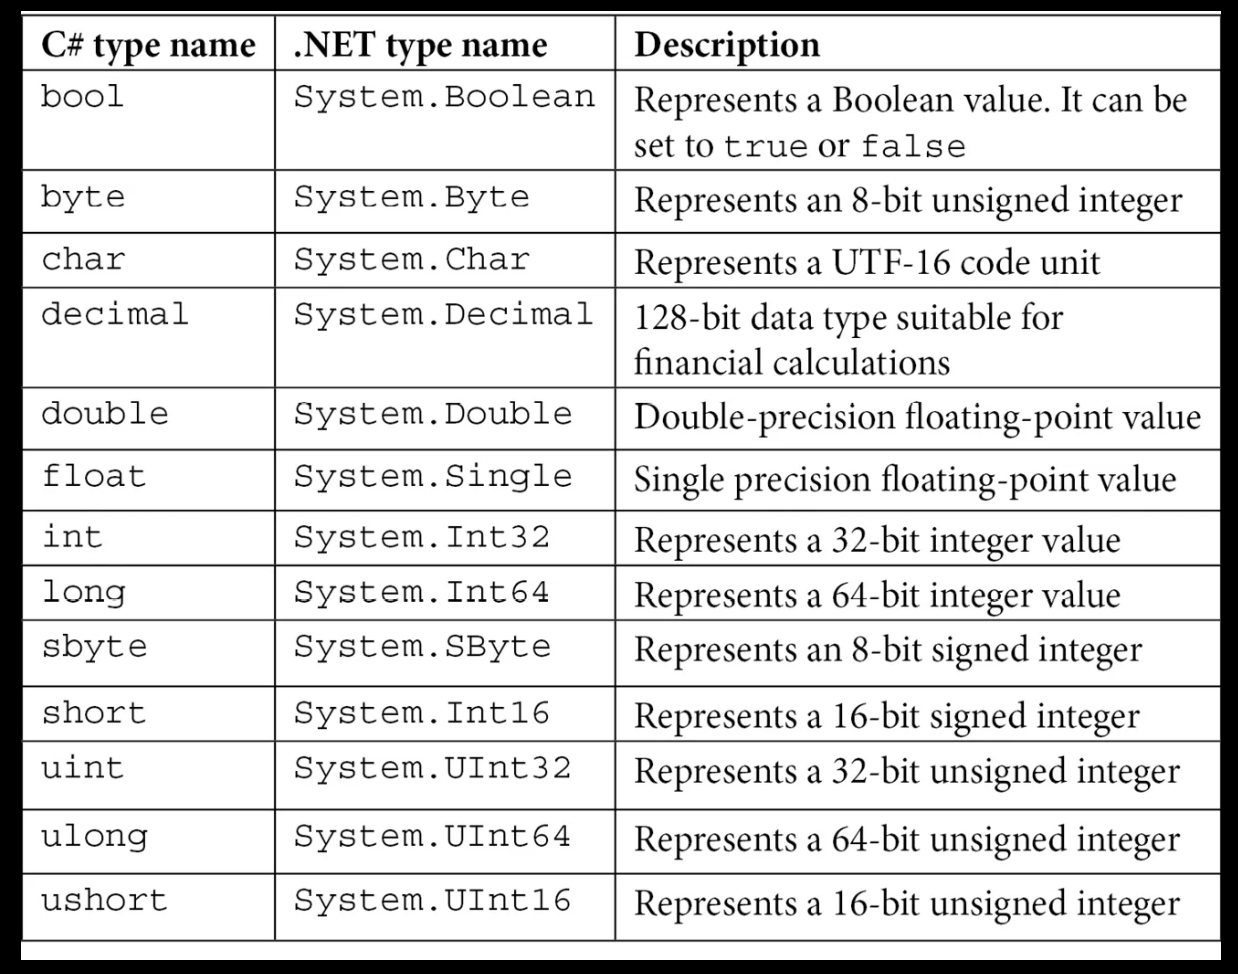 C# type name .NET type name Description
bool System.Boolean Represents a Boolean value. It can be
set to true or false
byte System.Byte Represents an 8-bit unsigned integer
char System.Char Represents a UTF-16 code unit
decimal System.Decimal 128-bit data type suitable for
financial calculations
double System.Double Double-precision floating-point value
float System.Single Single precision floating-point value
int System.Int32 Represents a 32-bit integer value
long System.Int64 Represents a 64-bit integer value
sbyte System.SByte Represents an 8-bit signed integer
short System.Int16 Represents a 16-bit signed integer
uint System.UInt32 Represents a 32-bit unsigned integer
ulong System.UInt64 Represents a 64-bit unsigned integer
ushort System.UInt16 Represents a 16-bit unsigned integer